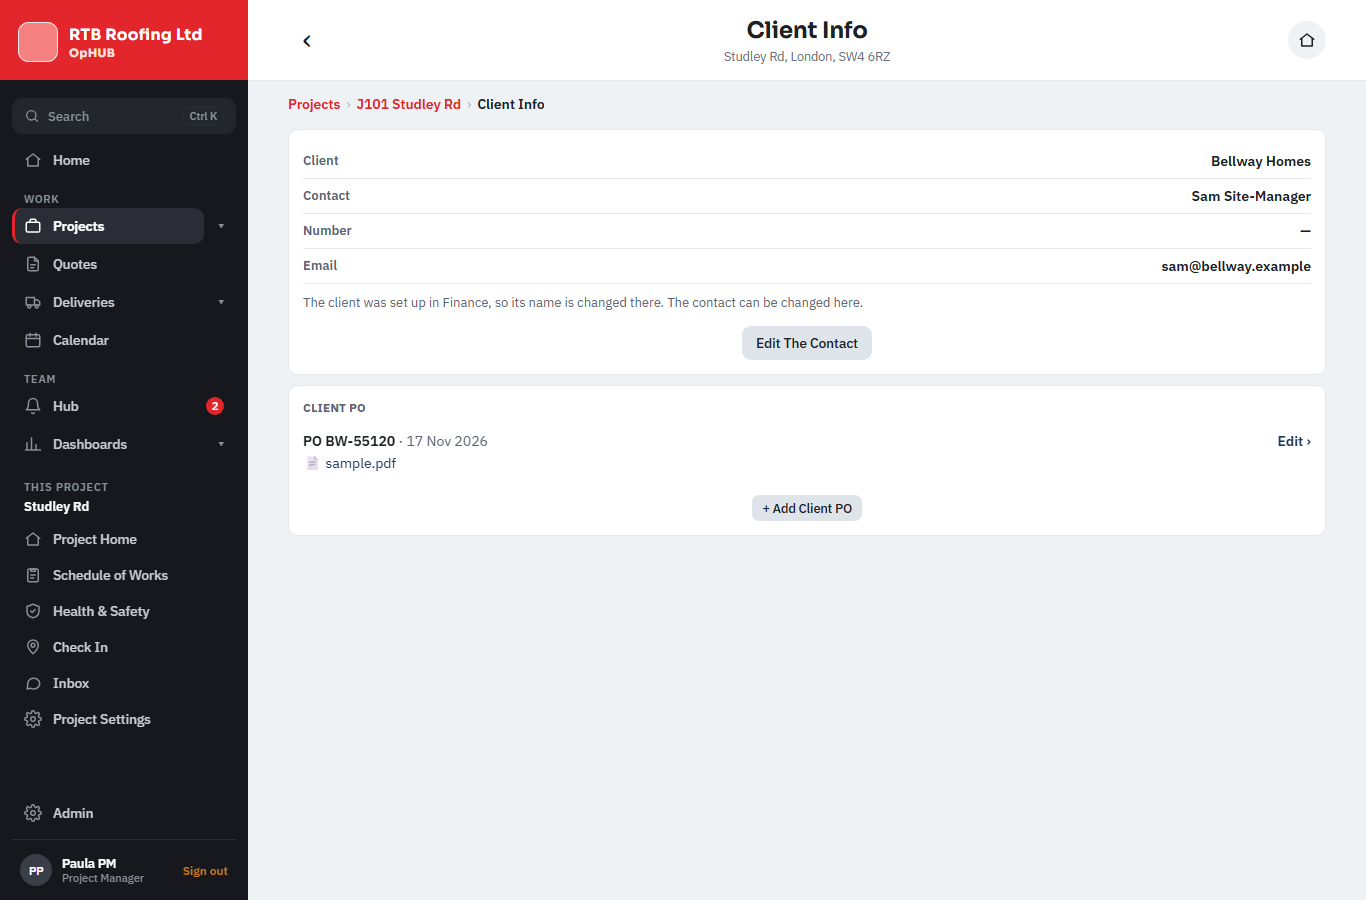 RTB Roofing Ltd
OpHUB
Search Ctrl K
Home
WORK
Projects
Quotes
Deliveries
Calendar
TEAM
Hub 2
Dashboards
THIS PROJECT
Studley Rd
Project Home
Schedule of Works
Health & Safety
Check In
Inbox
Project Settings
Admin
PP Paula PM
Project Manager
Sign out
Client Info
Studley Rd, London, SW4 6RZ
Projects › J101 Studley Rd › Client Info
Client Bellway Homes
Contact Sam Site-Manager
Number —
Email sam@bellway.example
The client was set up in Finance, so its name is changed there. The contact can be changed here.
Edit The Contact
CLIENT PO
PO BW-55120 · 17 Nov 2026 Edit ›
sample.pdf
+ Add Client PO